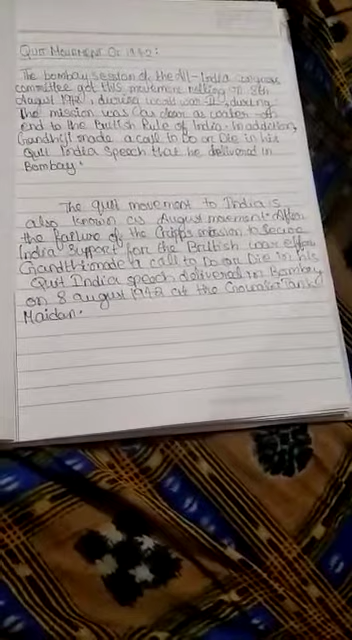 Quit Movement Of 1942:
The bombay session of the All-India congress
committee got this movement rolling on 8th
August 1942, during world war-II, during
the mission was as clear as water - an
end to the British Rule of India. In addition,
Gandhiji made a call to Do or Die in his
Quit India speech that he delivered in
Bombay.
The quit movement to India is
also known as August movement. After
the failure of the Cripps mission to secure
India support for the British war effort
Gandhi made a call to Do or Die in his
Quit India speech delivered in Bombay
on 8 august 1942 at the Gowalia Tank
Maidan.